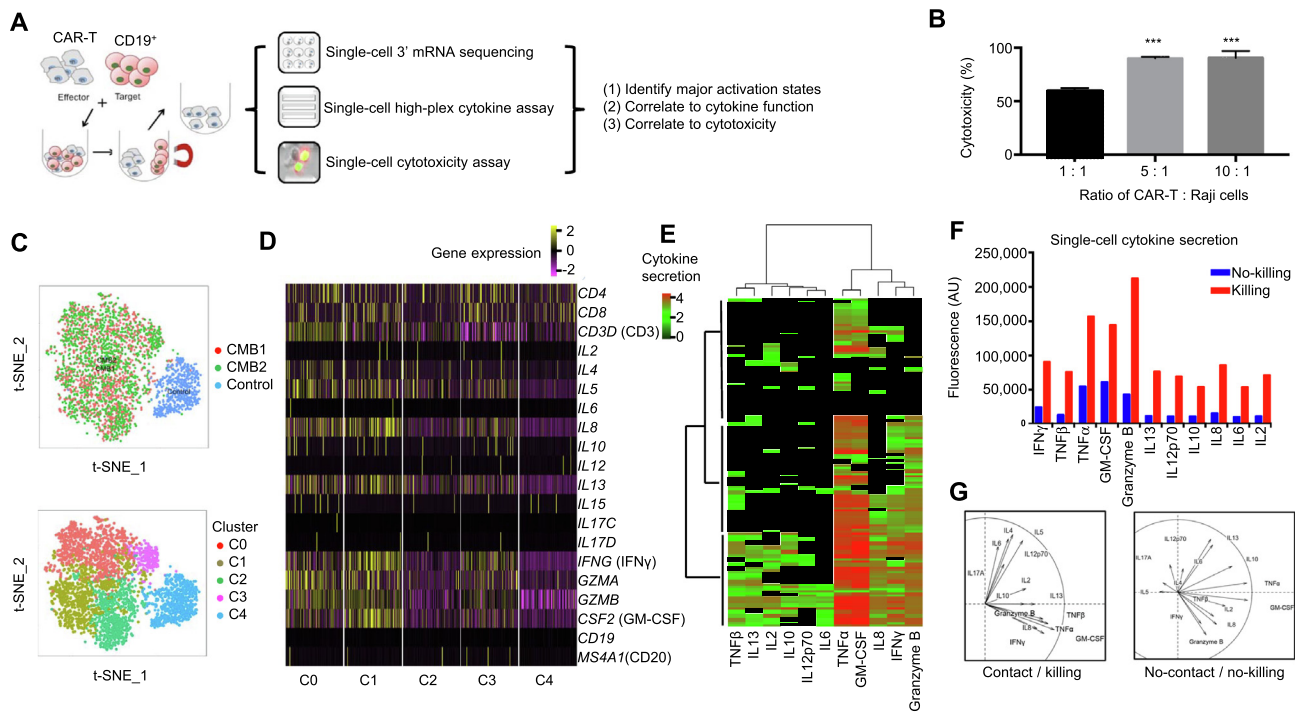 A
CAR-T
CD19+
Effector
+
Target
Single-cell 3’ mRNA sequencing
Single-cell high-plex cytokine assay
Single-cell cytotoxicity assay
(1) Identify major activation states
(2) Correlate to cytokine function
(3) Correlate to cytotoxicity
B
Cytotoxicity (%)
100
50
0
***
***
1 : 1
5 : 1
10 : 1
Ratio of CAR-T : Raji cells
C
t-SNE_2
CMB2
CMB1
Control
t-SNE_1
CMB1
CMB2
Control
t-SNE_2
t-SNE_1
Cluster
C0
C1
C2
C3
C4
D
Gene expression
2
0
-2
CD4
CD8
CD3D (CD3)
IL2
IL4
IL5
IL6
IL8
IL10
IL12
IL13
IL15
IL17C
IL17D
IFNG (IFNγ)
GZMA
GZMB
CSF2 (GM-CSF)
CD19
MS4A1(CD20)
C0
C1
C2
C3
C4
E
Cytokine
secretion
4
2
0
TNFβ
IL13
IL2
IL10
IL12p70
IL6
TNFα
GM-CSF
IL8
IFNγ
Granzyme B
F
Single-cell cytokine secretion
Fluorescence (AU)
250,000
200,000
150,000
100,000
50,000
0
No-killing
Killing
IFNγ
TNFβ
TNFα
GM-CSF
Granzyme B
IL13
IL12p70
IL10
IL8
IL6
IL2
G
IL4
IL5
IL6
IL12p70
IL17A
IL2
IL10
IL13
Granzyme B
TNFβ
IL8
TNFα
IFNγ
GM-CSF
Contact / killing
IL12p70
IL13
IL17A
IL6
IL10
IL4
TNFα
IL5
TNFβ
IL2
GM-CSF
IFNγ
IL8
Granzyme B
No-contact / no-killing